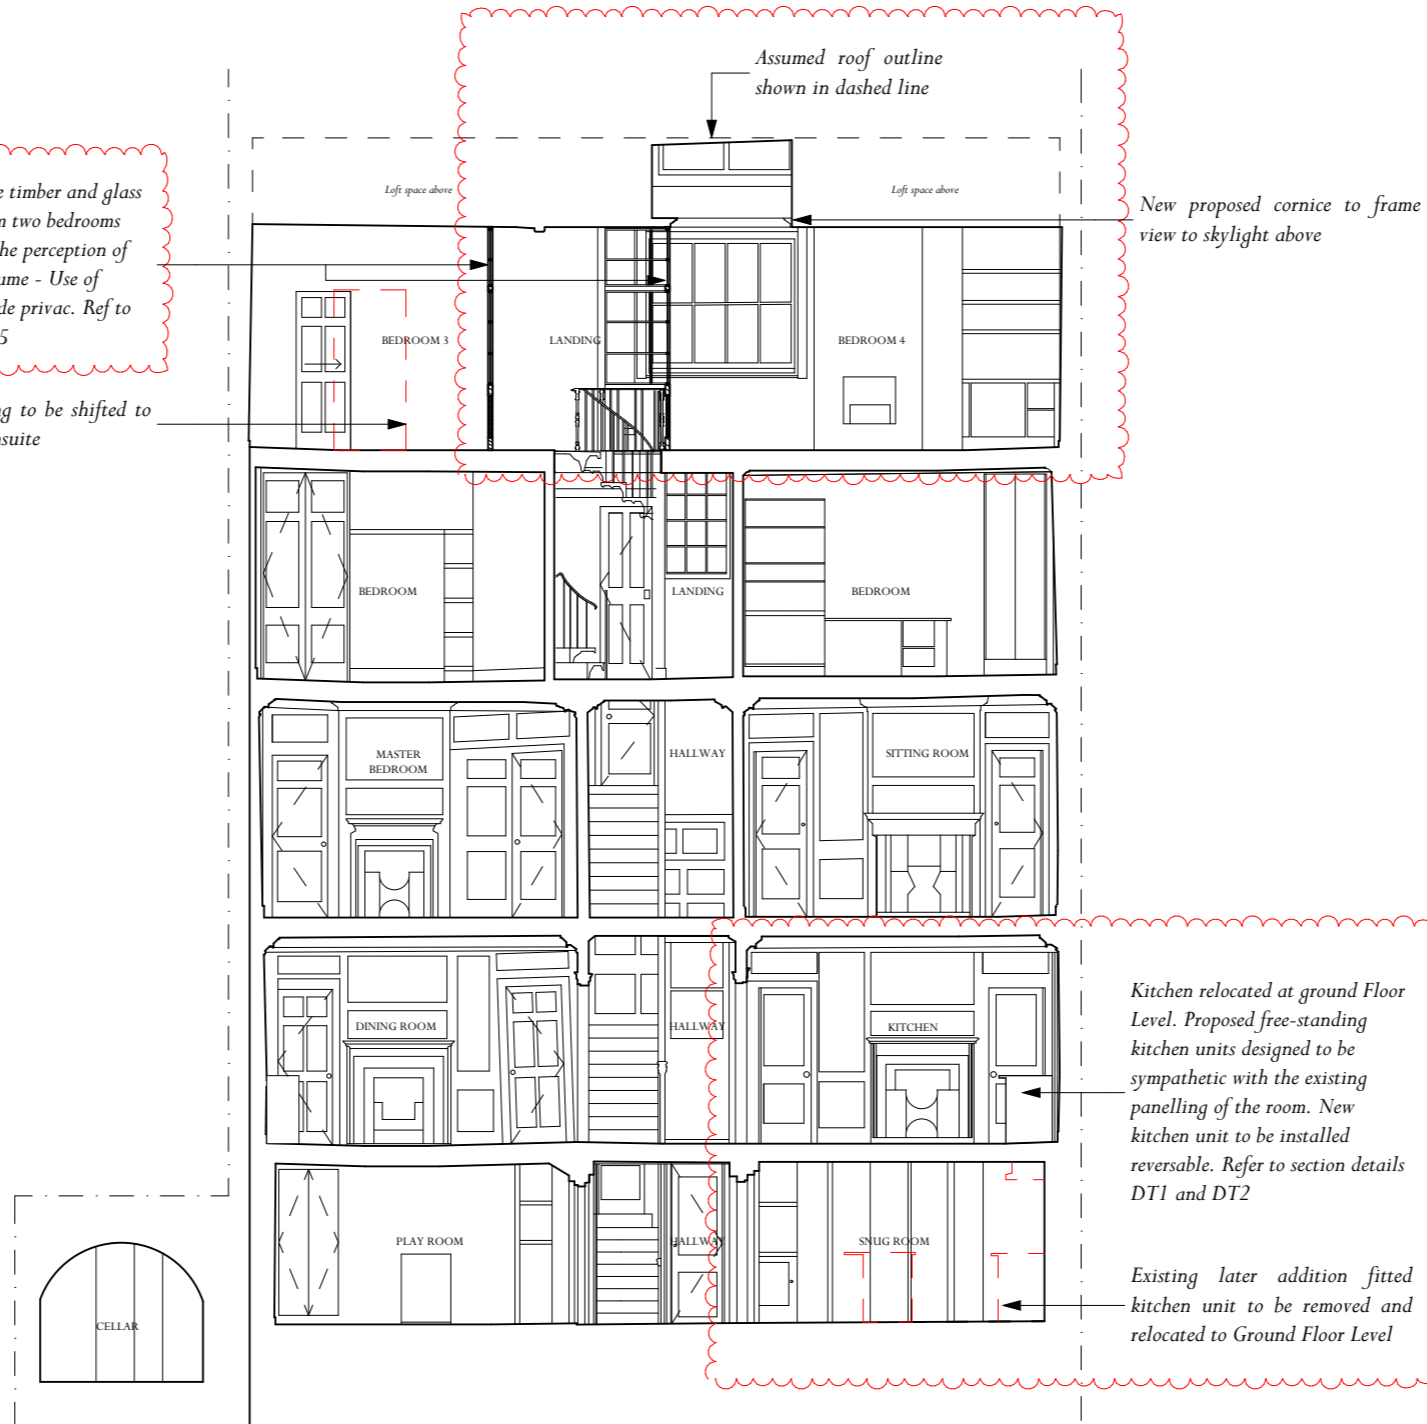 Assumed roof outline
shown in dashed line
timber and glass
two bedrooms
perception of
- Use of
privac. Ref to
5
Loft space above
Loft space above
New proposed cornice to frame
view to skylight above
BEDROOM 3
LANDING
BEDROOM 4
to be shifted to
BEDROOM
LANDING
BEDROOM
MASTER
BEDROOM
HALLWAY
SITTING ROOM
DINING ROOM
HALLWAY
KITCHEN
Kitchen relocated at ground Floor
Level. Proposed free-standing
kitchen units designed to be
sympathetic with the existing
panelling of the room. New
kitchen unit to be installed
reversable. Refer to section details
DT1 and DT2
PLAY ROOM
HALLWAY
SNUG ROOM
Existing later addition fitted
kitchen unit to be removed and
relocated to Ground Floor Level
CELLAR